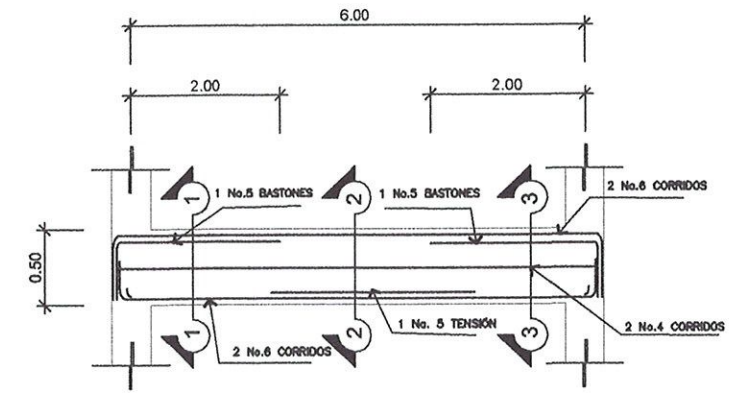 6.00
2.00
2.00
1 No.5 BASTONES
1 No.5 BASTONES
2 No.6 CORRIDOS
1
2
3
0.50
1 No. 5 TENSIÓN
2 No.4 CORRIDOS
2 No.6 CORRIDOS
1
2
3